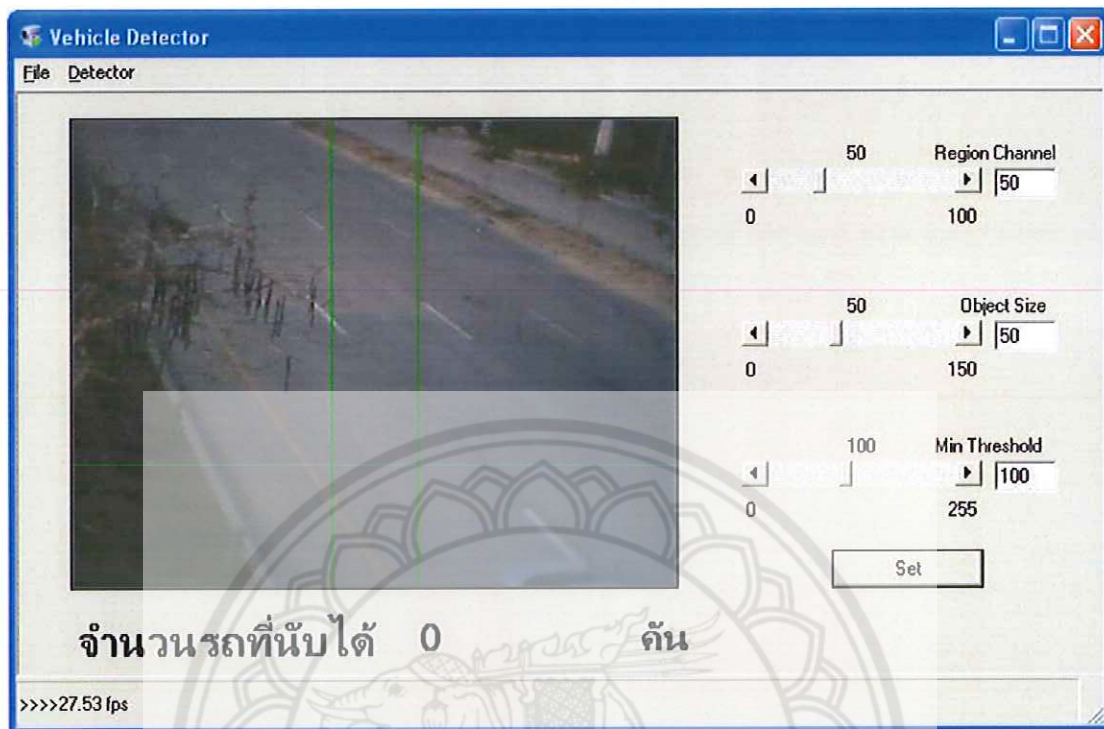 Vehicle Detector
File Detector
50 Region Channel
50
0 100
50 Object Size
50
0 150
100 Min Threshold
100
0 255
Set
จำนวนรถที่นับได้ 0 คัน
>>>>27.53 fps